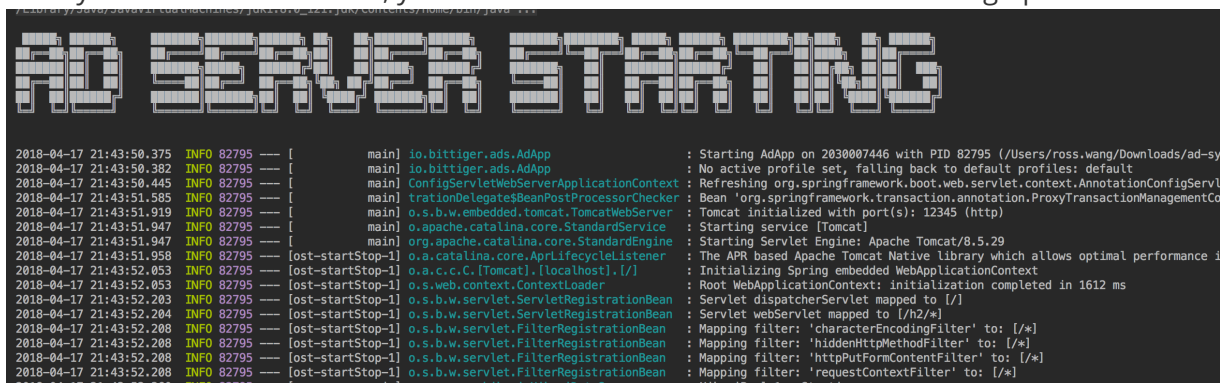 /Library/Java/JavaVirtualMachines/jdk1.8.0_121.jdk/Contents/Home/bin/java ...
AD SERVER STARTING
2018-04-17 21:43:50.375 INFO 82795 --- [ main] io.bittiger.ads.AdApp : Starting AdApp on 2030007446 with PID 82795 (/Users/ross.wang/Downloads/ad-sy
2018-04-17 21:43:50.382 INFO 82795 --- [ main] io.bittiger.ads.AdApp : No active profile set, falling back to default profiles: default
2018-04-17 21:43:50.445 INFO 82795 --- [ main] ConfigServletWebServerApplicationContext : Refreshing org.springframework.boot.web.servlet.context.AnnotationConfigServl
2018-04-17 21:43:51.585 INFO 82795 --- [ main] trationDelegate$BeanPostProcessorChecker : Bean 'org.springframework.transaction.annotation.ProxyTransactionManagementCo
2018-04-17 21:43:51.919 INFO 82795 --- [ main] o.s.b.w.embedded.tomcat.TomcatWebServer : Tomcat initialized with port(s): 12345 (http)
2018-04-17 21:43:51.947 INFO 82795 --- [ main] o.apache.catalina.core.StandardService : Starting service [Tomcat]
2018-04-17 21:43:51.947 INFO 82795 --- [ main] org.apache.catalina.core.StandardEngine : Starting Servlet Engine: Apache Tomcat/8.5.29
2018-04-17 21:43:51.958 INFO 82795 --- [ost-startStop-1] o.a.catalina.core.AprLifecycleListener : The APR based Apache Tomcat Native library which allows optimal performance i
2018-04-17 21:43:52.053 INFO 82795 --- [ost-startStop-1] o.a.c.c.C.[Tomcat].[localhost].[/] : Initializing Spring embedded WebApplicationContext
2018-04-17 21:43:52.053 INFO 82795 --- [ost-startStop-1] o.s.web.context.ContextLoader : Root WebApplicationContext: initialization completed in 1612 ms
2018-04-17 21:43:52.203 INFO 82795 --- [ost-startStop-1] o.s.b.w.servlet.ServletRegistrationBean : Servlet dispatcherServlet mapped to [/]
2018-04-17 21:43:52.204 INFO 82795 --- [ost-startStop-1] o.s.b.w.servlet.ServletRegistrationBean : Servlet webServlet mapped to [/h2/*]
2018-04-17 21:43:52.208 INFO 82795 --- [ost-startStop-1] o.s.b.w.servlet.FilterRegistrationBean : Mapping filter: 'characterEncodingFilter' to: [/*]
2018-04-17 21:43:52.208 INFO 82795 --- [ost-startStop-1] o.s.b.w.servlet.FilterRegistrationBean : Mapping filter: 'hiddenHttpMethodFilter' to: [/*]
2018-04-17 21:43:52.208 INFO 82795 --- [ost-startStop-1] o.s.b.w.servlet.FilterRegistrationBean : Mapping filter: 'httpPutFormContentFilter' to: [/*]
2018-04-17 21:43:52.208 INFO 82795 --- [ost-startStop-1] o.s.b.w.servlet.FilterRegistrationBean : Mapping filter: 'requestContextFilter' to: [/*]